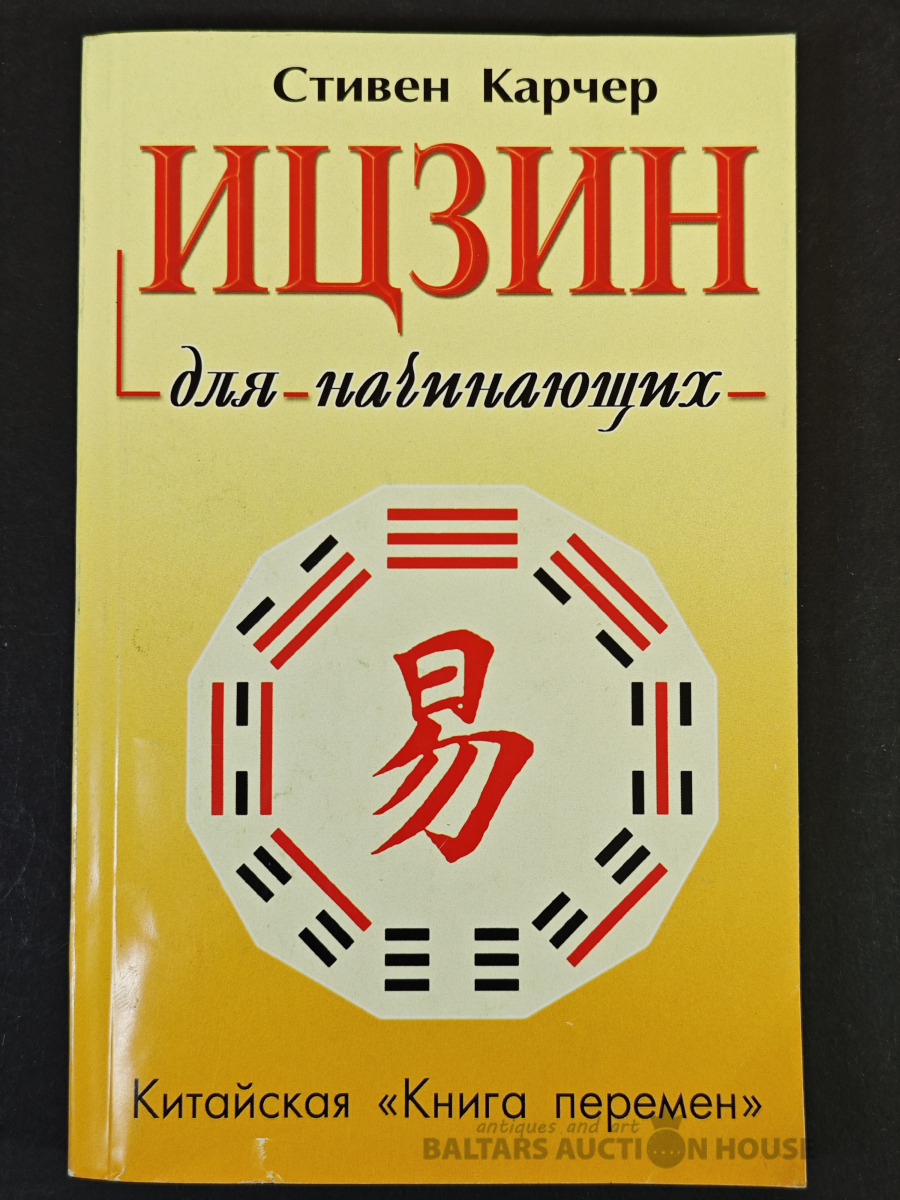 Стивен Карчер
ИЦЗИН
для начинающих
易
Китайская «Книга перемен»
antiques and art
BALTARS AUCTION HOUSE